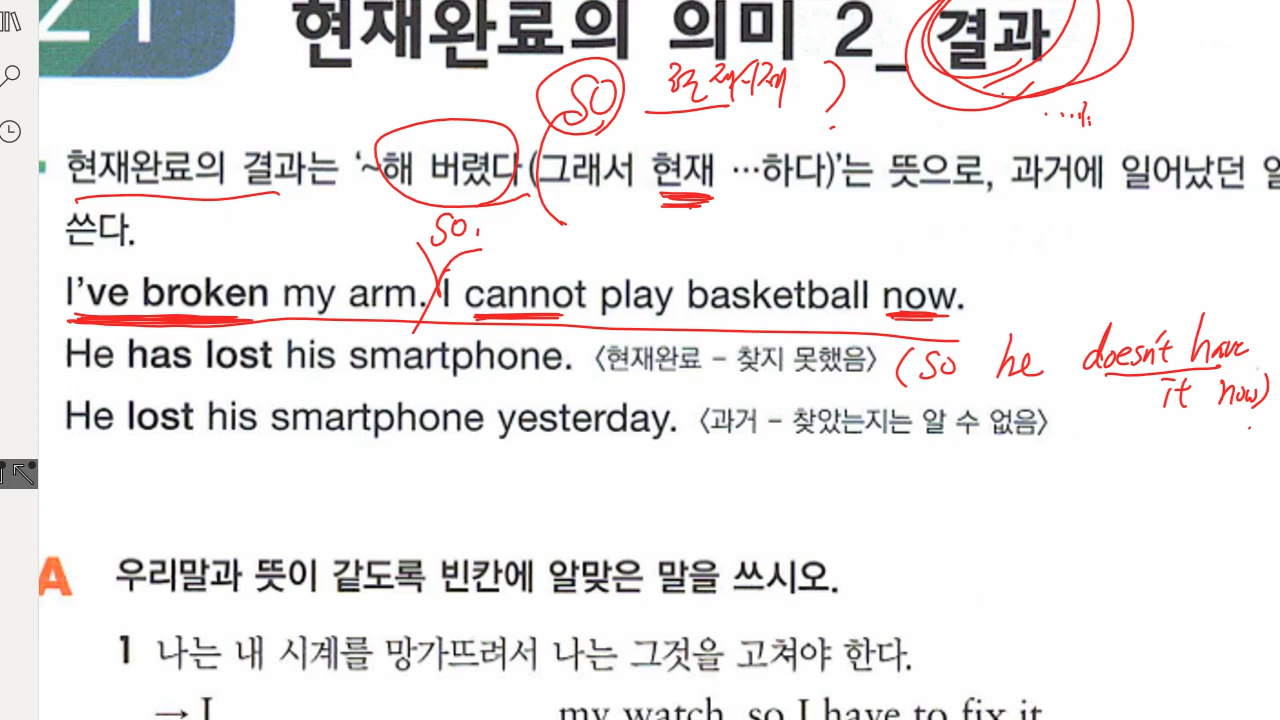 21 현재완료의 의미 2_결과
SO 현재시제 )
현재완료의 결과는 '~해 버렸다(그래서 현재 …하다)'는 뜻으로, 과거에 일어났던
쓴다.
so.
I've broken my arm. I cannot play basketball now.
He has lost his smartphone. 〈현재완료 – 찾지 못했음〉 (so he doesn't have
it now)
He lost his smartphone yesterday. 〈과거 – 찾았는지는 알 수 없음〉
A 우리말과 뜻이 같도록 빈칸에 알맞은 말을 쓰시오.
1 나는 내 시계를 망가뜨려서 나는 그것을 고쳐야 한다.
→ I my watch, so I have to fix it